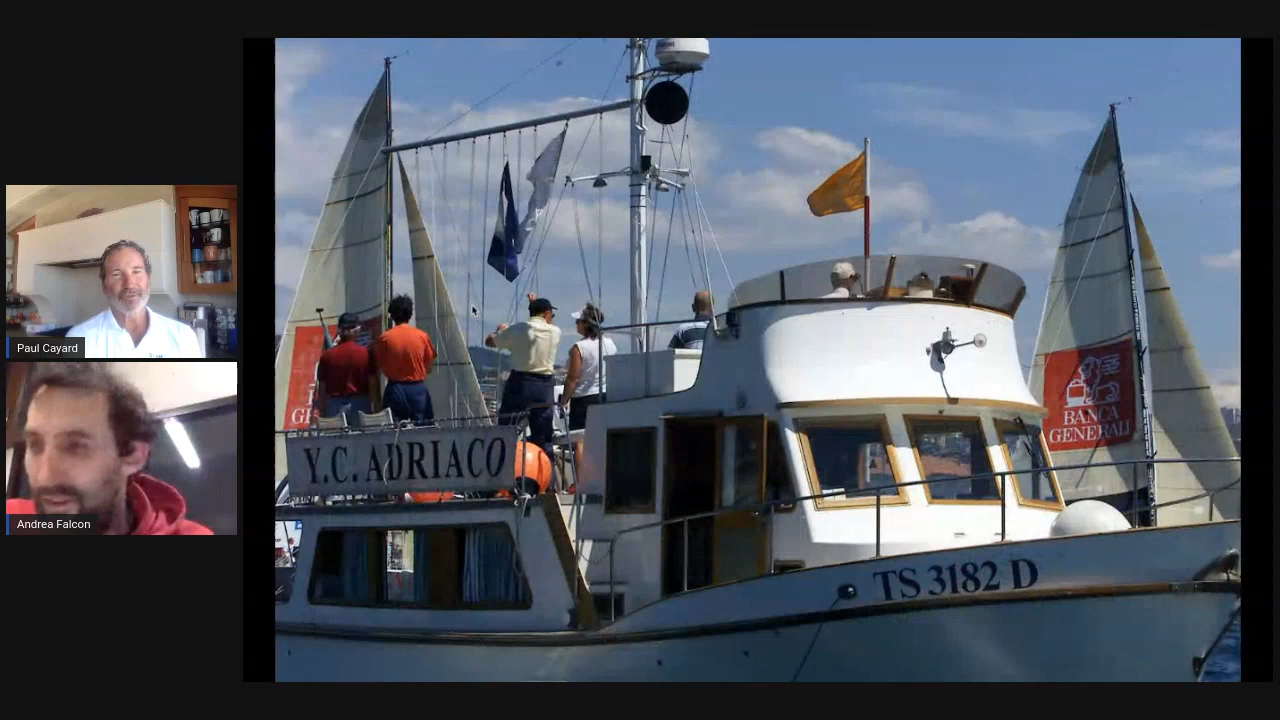 Paul Cayard
Andrea Falcon
Y.C. ADRIACO
BANCA
GENERALI
TS 3182 D